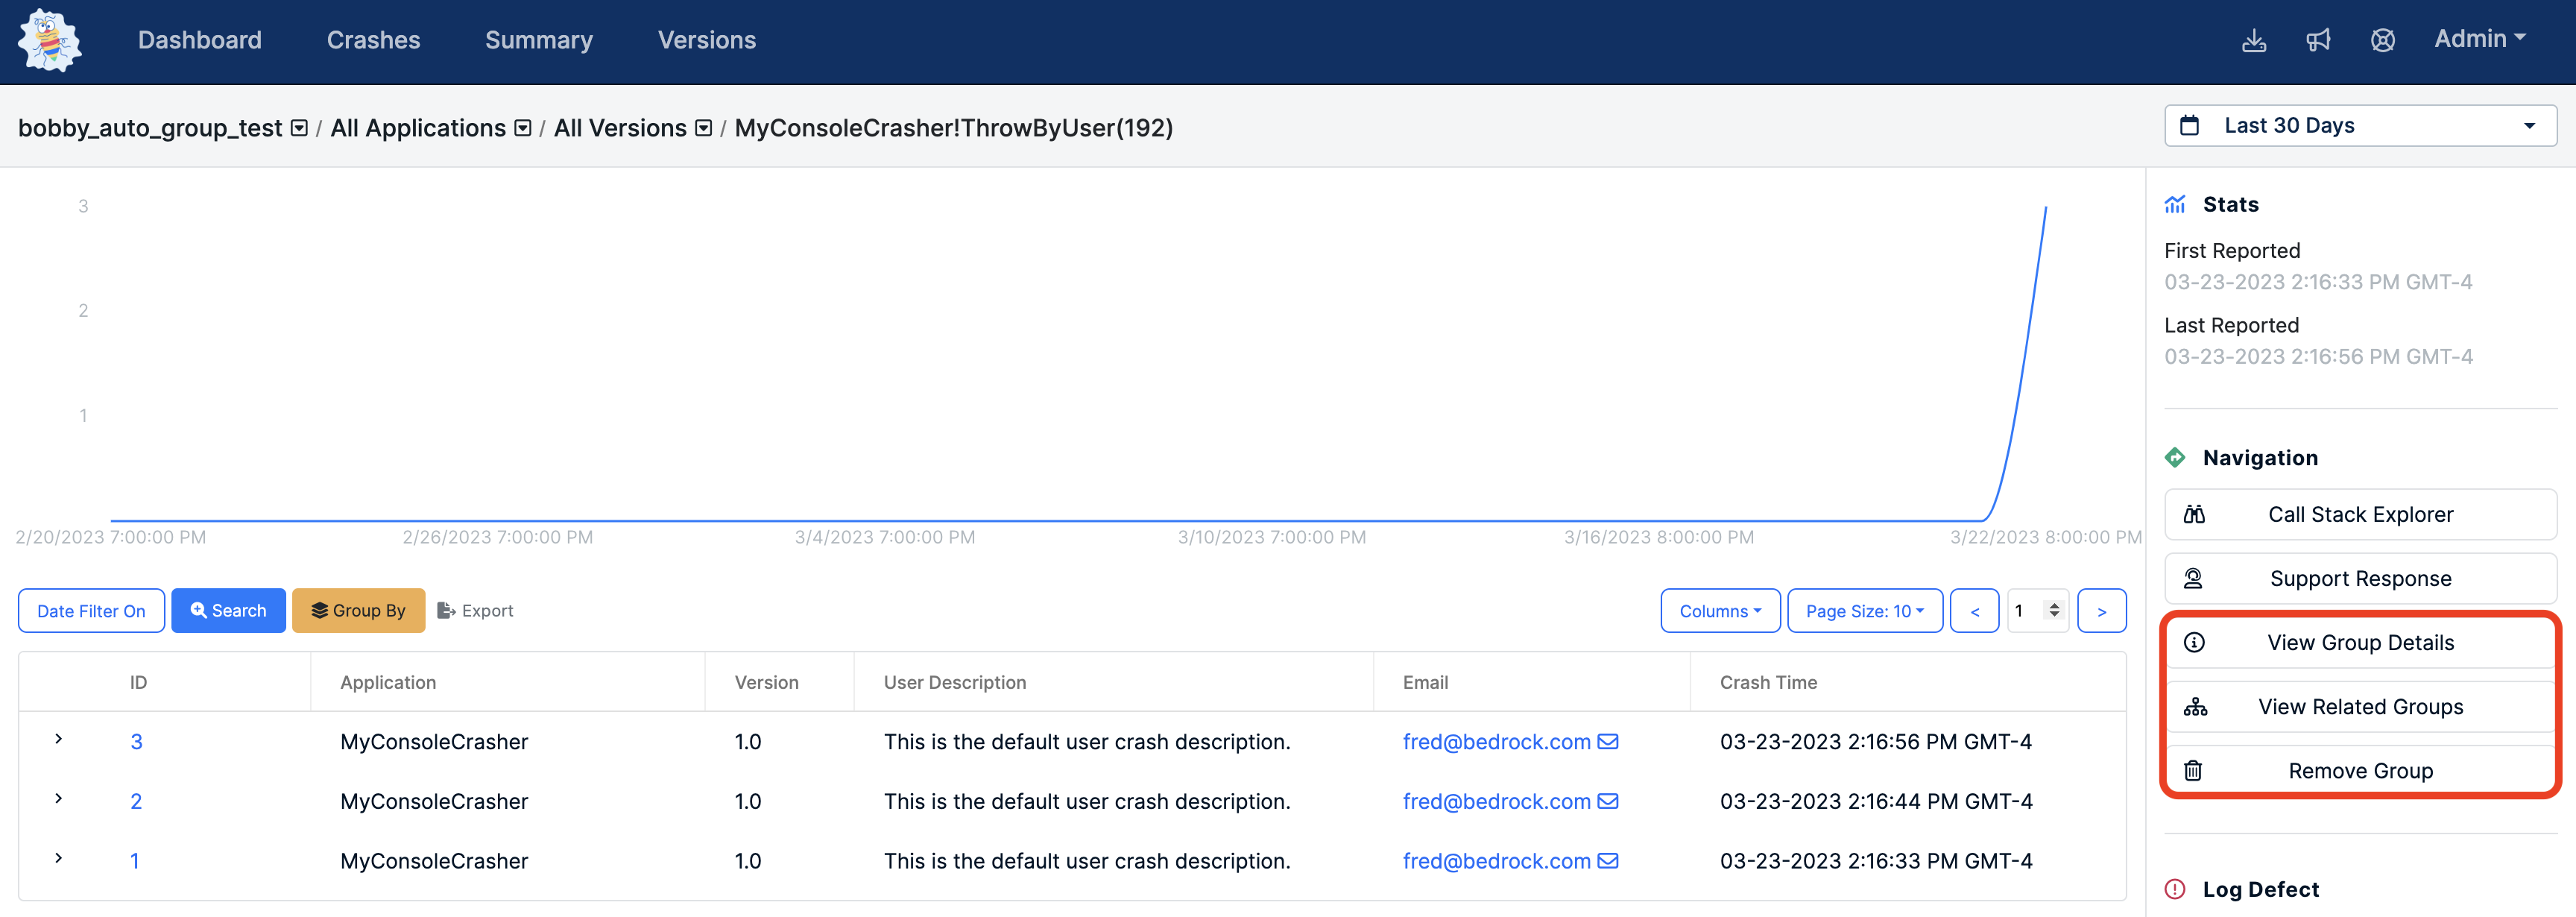 Dashboard Crashes Summary Versions Admin
bobby_auto_group_test / All Applications / All Versions / MyConsoleCrasher!ThrowByUser(192)
Last 30 Days
3
2
1
2/20/2023 7:00:00 PM 2/26/2023 7:00:00 PM 3/4/2023 7:00:00 PM 3/10/2023 7:00:00 PM 3/16/2023 8:00:00 PM 3/22/2023 8:00:00 PM
Date Filter On Search Group By Export Columns Page Size: 10 < 1 >
ID Application Version User Description Email Crash Time
3 MyConsoleCrasher 1.0 This is the default user crash description. fred@bedrock.com 03-23-2023 2:16:56 PM GMT-4
2 MyConsoleCrasher 1.0 This is the default user crash description. fred@bedrock.com 03-23-2023 2:16:44 PM GMT-4
1 MyConsoleCrasher 1.0 This is the default user crash description. fred@bedrock.com 03-23-2023 2:16:33 PM GMT-4
Stats
First Reported
03-23-2023 2:16:33 PM GMT-4
Last Reported
03-23-2023 2:16:56 PM GMT-4
Navigation
Call Stack Explorer
Support Response
View Group Details
View Related Groups
Remove Group
Log Defect